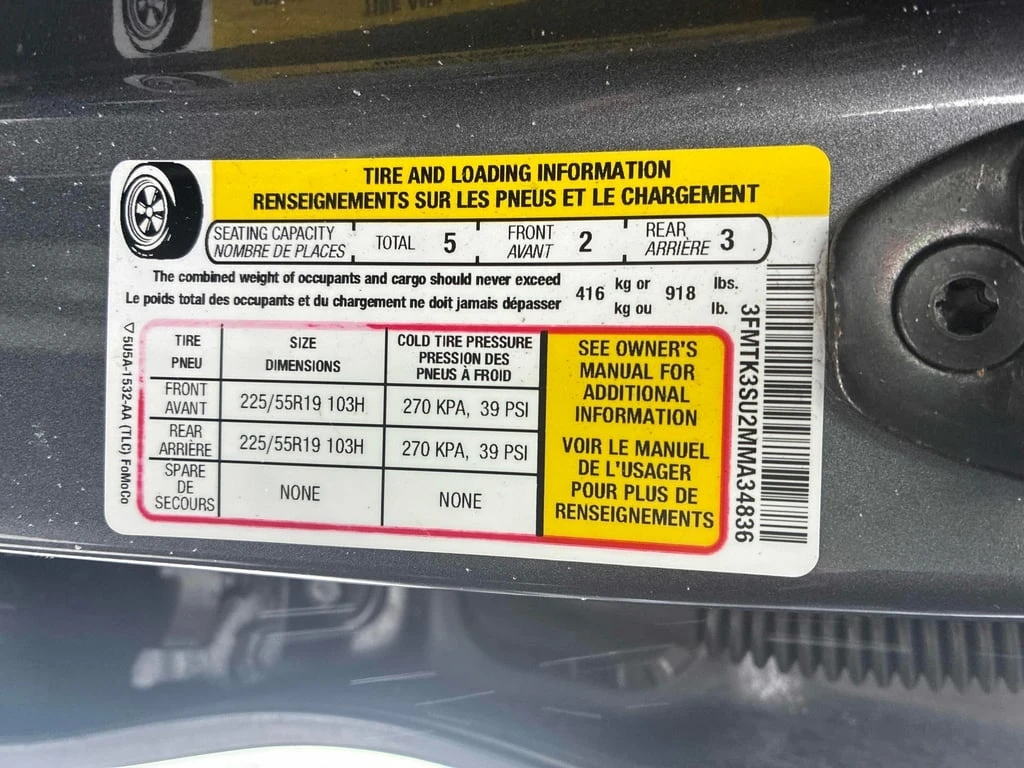 TIRE AND LOADING INFORMATION
RENSEIGNEMENTS SUR LES PNEUS ET LE CHARGEMENT
SEATING CAPACITY
NOMBRE DE PLACES
TOTAL 5
FRONT
AVANT
2
REAR
ARRIÈRE
3
The combined weight of occupants and cargo should never exceed
Le poids total des occupants et du chargement ne doit jamais dépasser
416
kg or
kg ou
918
lbs.
lb.
TIRE
PNEU
SIZE
DIMENSIONS
COLD TIRE PRESSURE
PRESSION DES
PNEUS À FROID
FRONT
AVANT
225/55R19 103H
270 KPA, 39 PSI
REAR
ARRIÈRE
225/55R19 103H
270 KPA, 39 PSI
SPARE
DE
SECOURS
NONE
NONE
SEE OWNER'S
MANUAL FOR
ADDITIONAL
INFORMATION
VOIR LE MANUEL
DE L'USAGER
POUR PLUS DE
RENSEIGNEMENTS
3FMTK3SU2MMA34836
▽5U5A-1532-AA (TLC) FoMoCo